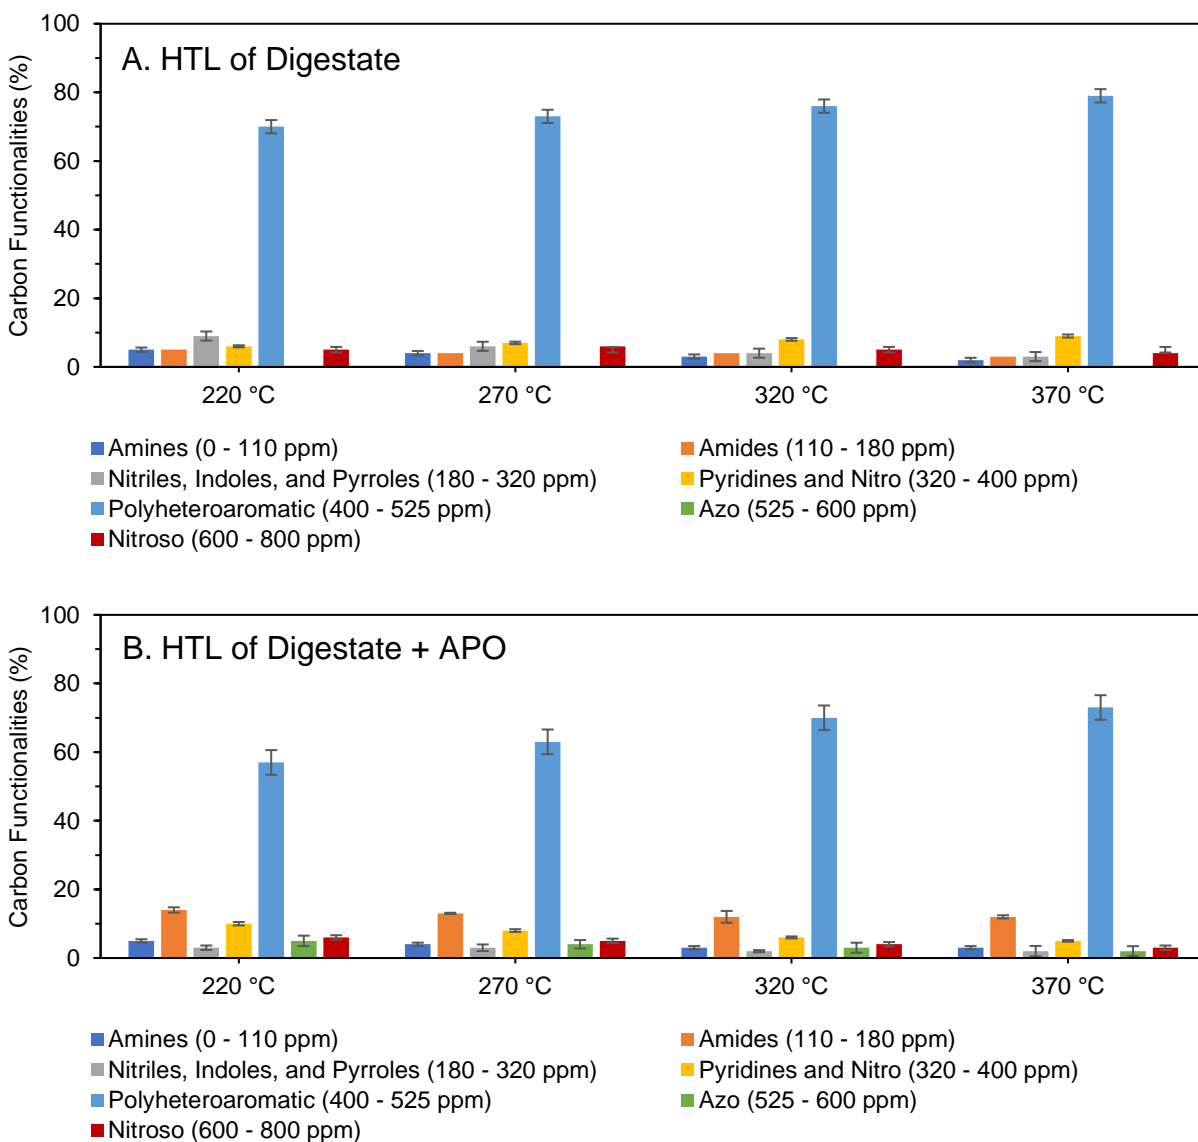 A. HTL of Digestate
Carbon Functionalities (%)
100
80
60
40
20
0
220 °C 270 °C 320 °C 370 °C
Amines (0 - 110 ppm) Amides (110 - 180 ppm)
Nitriles, Indoles, and Pyrroles (180 - 320 ppm) Pyridines and Nitro (320 - 400 ppm)
Polyheteroaromatic (400 - 525 ppm) Azo (525 - 600 ppm)
Nitroso (600 - 800 ppm)
B. HTL of Digestate + APO
Carbon Functionalities (%)
100
80
60
40
20
0
220 °C 270 °C 320 °C 370 °C
Amines (0 - 110 ppm) Amides (110 - 180 ppm)
Nitriles, Indoles, and Pyrroles (180 - 320 ppm) Pyridines and Nitro (320 - 400 ppm)
Polyheteroaromatic (400 - 525 ppm) Azo (525 - 600 ppm)
Nitroso (600 - 800 ppm)